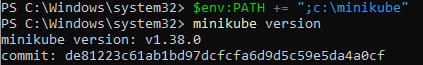 PS C:\Windows\system32> $env:PATH += ";c:\minikube"
PS C:\Windows\system32> minikube version
minikube version: v1.38.0
commit: de81223c61ab1bd97dcfcfa6d9d5c59e5da4a0cf